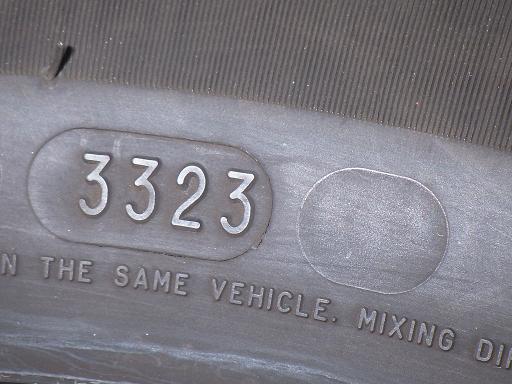 3323
THE SAME VEHICLE. MIXING